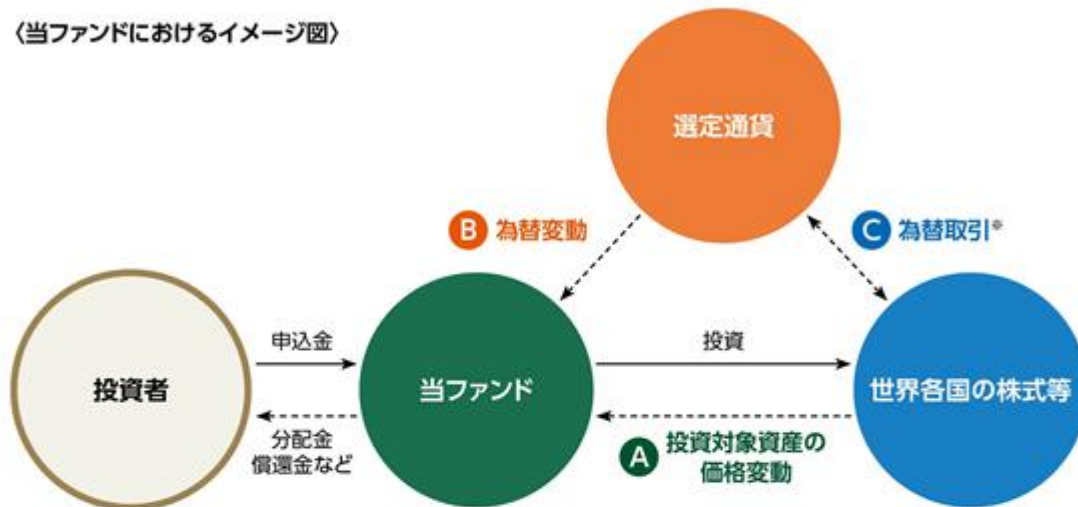 〈当ファンドにおけるイメージ図〉
選定通貨
B 為替変動
C 為替取引※
投資者
申込金
分配金
償還金など
当ファンド
投資
A 投資対象資産の
価格変動
世界各国の株式等